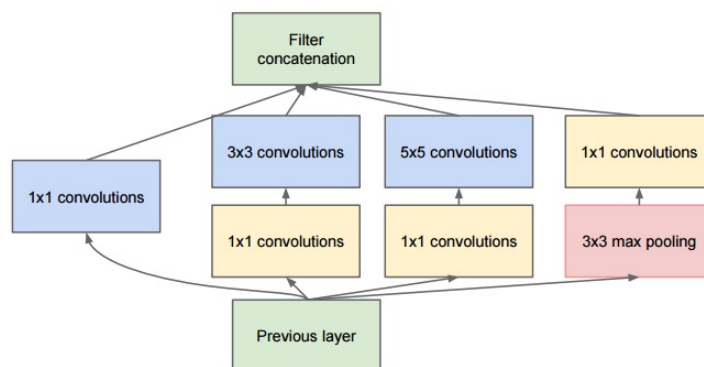 Filter
concatenation
3x3 convolutions
5x5 convolutions
1x1 convolutions
1x1 convolutions
1x1 convolutions
1x1 convolutions
3x3 max pooling
Previous layer